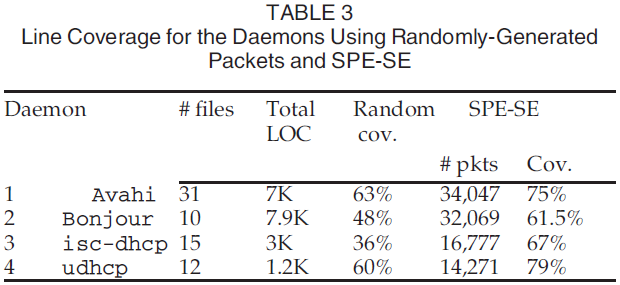 TABLE 3
Line Coverage for the Daemons Using Randomly-Generated
Packets and SPE-SE
Daemon # files Total Random SPE-SE
LOC cov.
# pkts Cov.
1 Avahi 31 7K 63% 34,047 75%
2 Bonjour 10 7.9K 48% 32,069 61.5%
3 isc-dhcp 15 3K 36% 16,777 67%
4 udhcp 12 1.2K 60% 14,271 79%